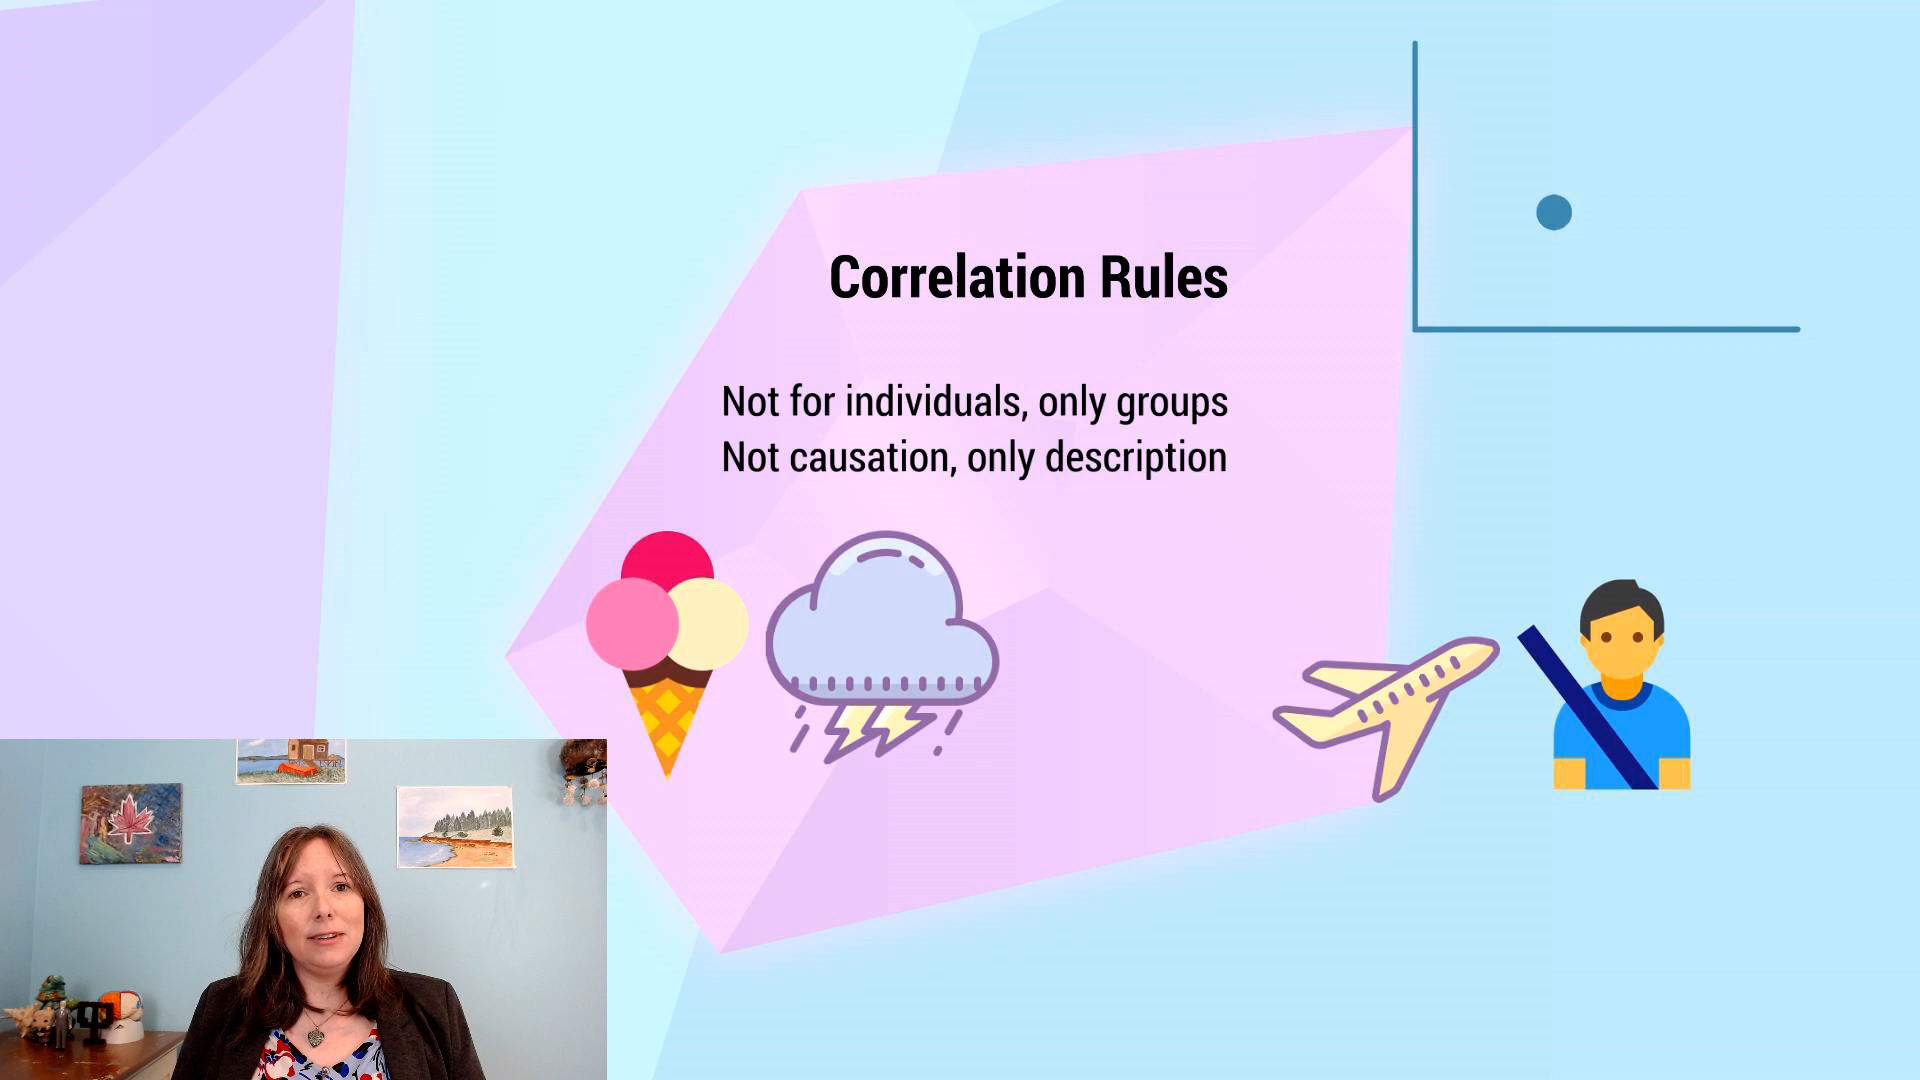 Correlation Rules
Not for individuals, only groups
Not causation, only description